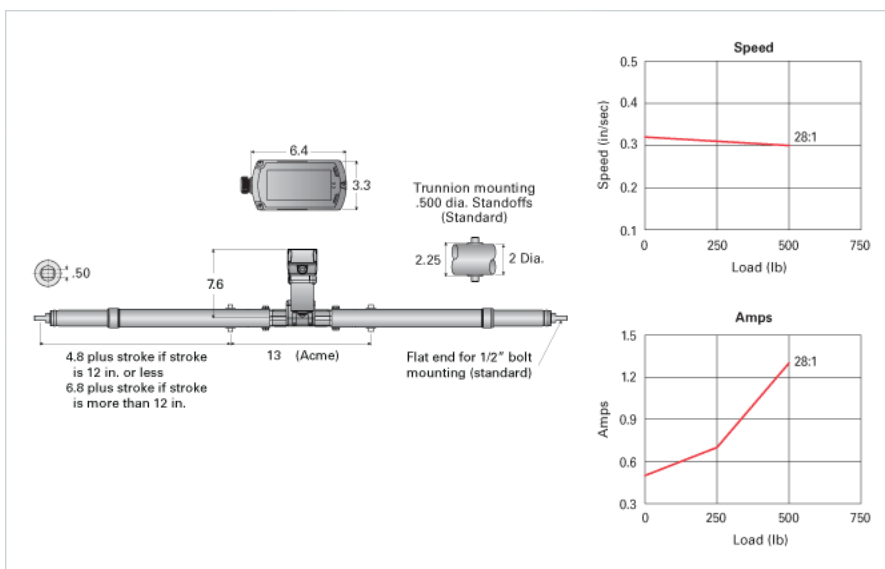 6.4
3.3
Trunnion mounting
.500 dia. Standoffs
(Standard)
2.25
2 Dia.
.50
7.6
4.8 plus stroke if stroke
is 12 in. or less
6.8 plus stroke if stroke
is more than 12 in.
13 (Acme)
Flat end for 1/2" bolt
mounting (standard)
Speed
0.5
0.4
0.3
0.2
0.1
Speed (in/sec)
28:1
0 250 500 750
Load (lb)
Amps
1.5
1.2
0.9
0.6
0.3
Amps
28:1
0 250 500 750
Load (lb)